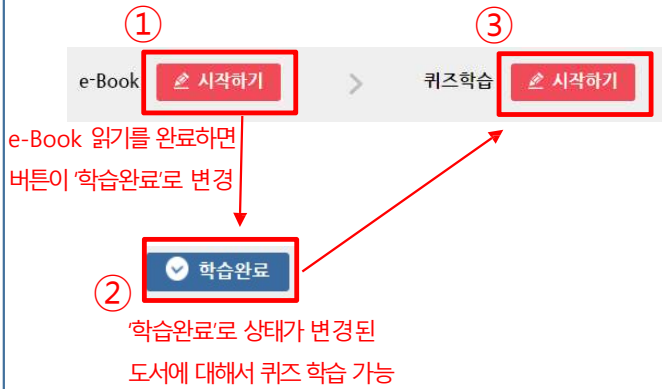 ① ③
e-Book 시작하기 > 퀴즈학습 시작하기
e-Book 읽기를 완료하면
버튼이 '학습완료'로 변경
학습완료
②
'학습완료'로 상태가 변경된
도서에 대해서 퀴즈 학습 가능